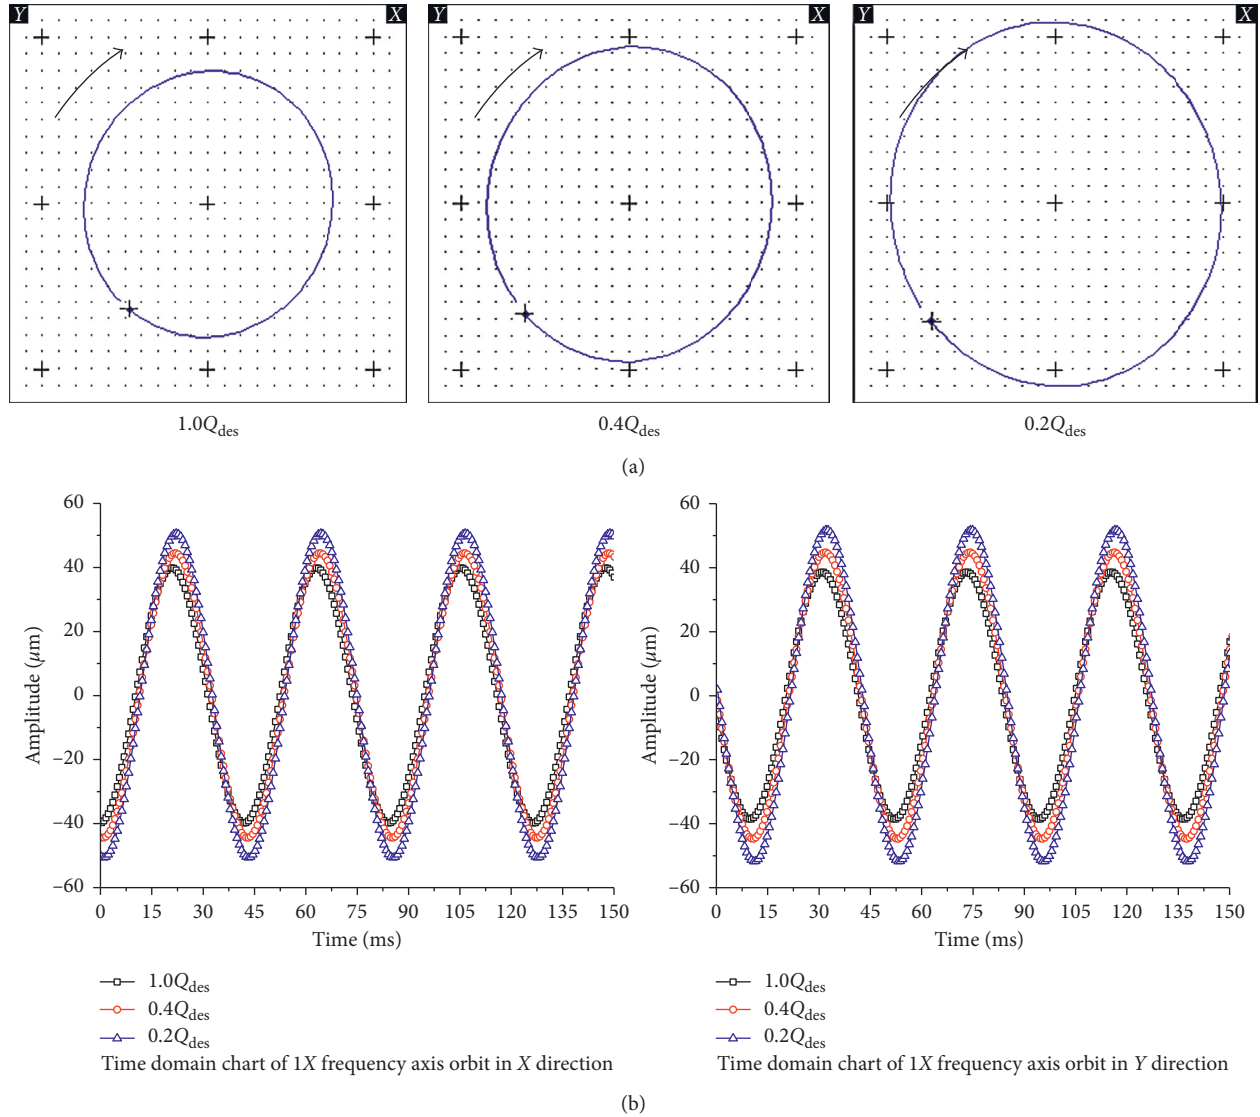 Y X Y X Y X
1.0Qdes 0.4Qdes 0.2Qdes
(a)
60 60
40 40
20 20
0 0
−20 −20
−40 −40
−60 −60
Amplitude (μm) Amplitude (μm)
0 15 30 45 60 75 90 105 120 135 150 0 15 30 45 60 75 90 105 120 135 150
Time (ms) Time (ms)
1.0Qdes 1.0Qdes
0.4Qdes 0.4Qdes
0.2Qdes 0.2Qdes
Time domain chart of 1X frequency axis orbit in X direction Time domain chart of 1X frequency axis orbit in Y direction
(b)